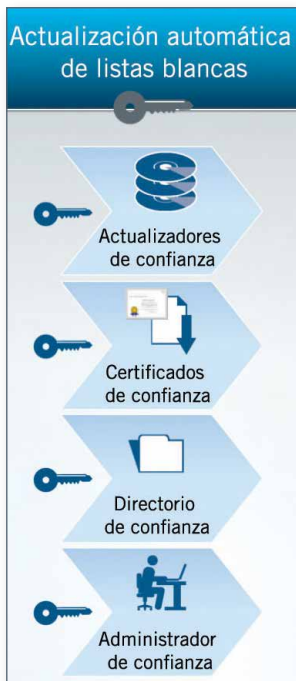 Actualización automática
de listas blancas
Actualizadores
de confianza
Certificados
de confianza
Directorio
de confianza
Administrador
de confianza